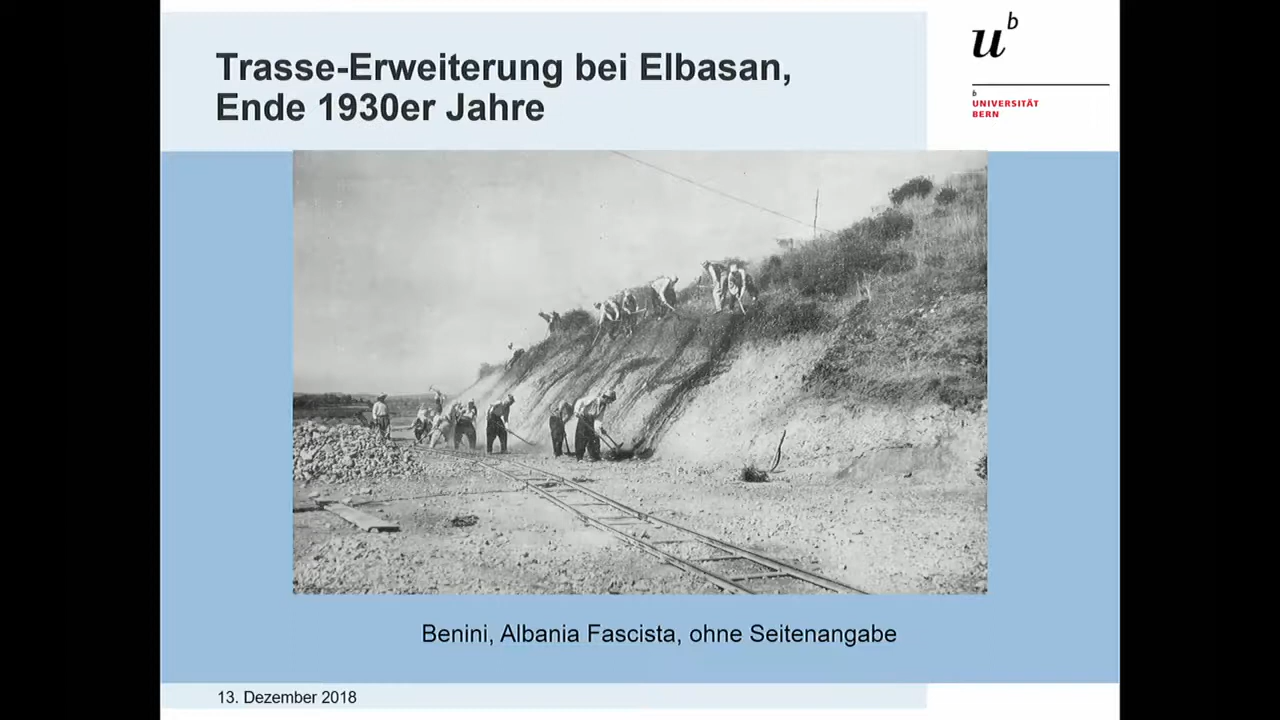 Trasse-Erweiterung bei Elbasan,
Ende 1930er Jahre
u^b
b
UNIVERSITÄT
BERN
Benini, Albania Fascista, ohne Seitenangabe
13. Dezember 2018